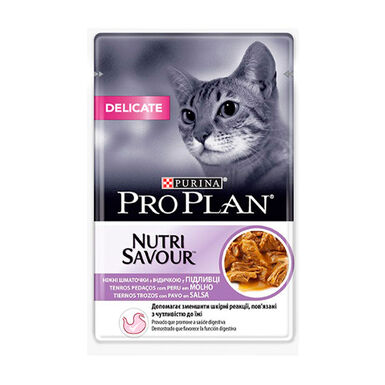 DELICATE
PURINA®
PRO PLAN®
NUTRI
SAVOUR™
НІЖНІ ШМАТОЧКИ З ІНДИЧКОЮ У ПІДЛИВЦІ
TENROS PEDAÇOS COM PERU EM MOLHO
TIERNOS TROZOS CON PAVO EN SALSA
Допомагає зменшити шкірні реакції, пов'язані
з чутливістю до їжі
Provado que promove a saúde digestiva
Demostrado que favorece la función digestiva